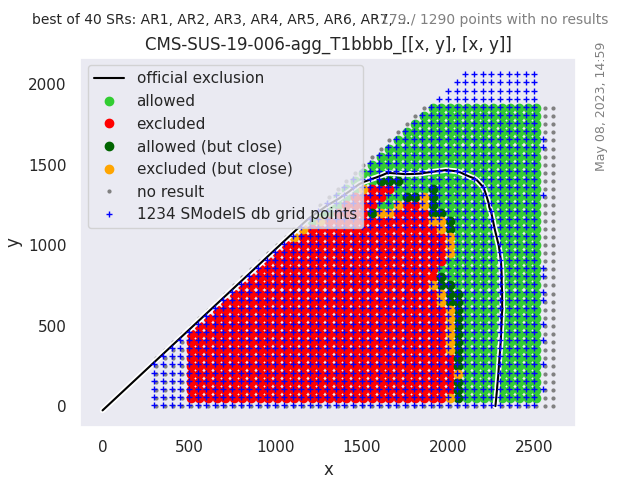 best of 40 SRs: AR1, AR2, AR3, AR4, AR5, AR6, AR7, ...
/ 1290 points with no results
CMS-SUS-19-006-agg_T1bbbb_[[x, y], [x, y]]
May 08, 2023, 14:59
official exclusion
allowed
excluded
allowed (but close)
excluded (but close)
no result
1234 SModelS db grid points
y
2000
1500
1000
500
0
0 500 1000 1500 2000 2500
x